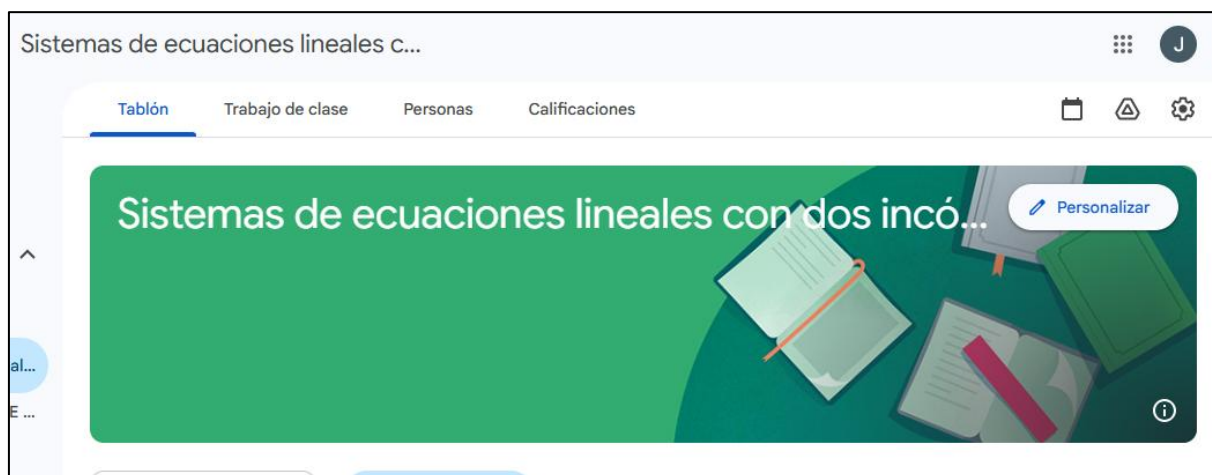 Sistemas de ecuaciones lineales c...
J
Tablón Trabajo de clase Personas Calificaciones
Sistemas de ecuaciones lineales con dos incó...
Personalizar
al...
E ...